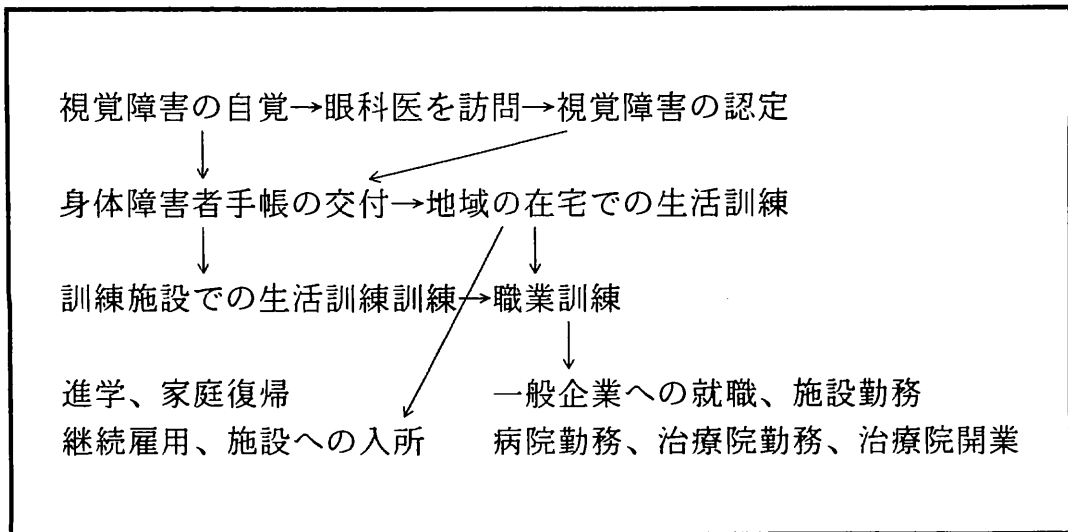 視覚障害の自覚→眼科医を訪問→視覚障害の認定
身体障害者手帳の交付→地域の在宅での生活訓練
訓練施設での生活訓練訓練→職業訓練
進学、家庭復帰 一般企業への就職、施設勤務
継続雇用、施設への入所 病院勤務、治療院勤務、治療院開業